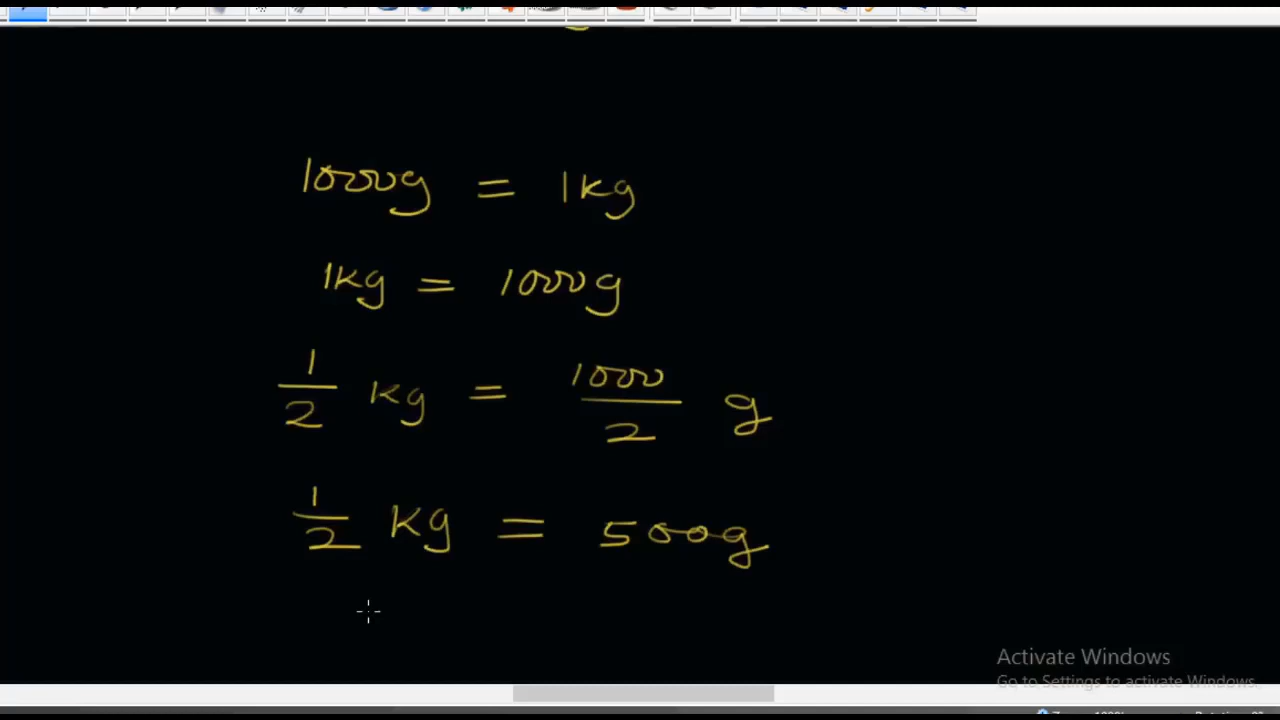 1000g = 1kg
1kg = 1000g
1/2 kg = 1000/2 g
1/2 kg = 500g
Activate Windows
Go to Settings to activate Windows.